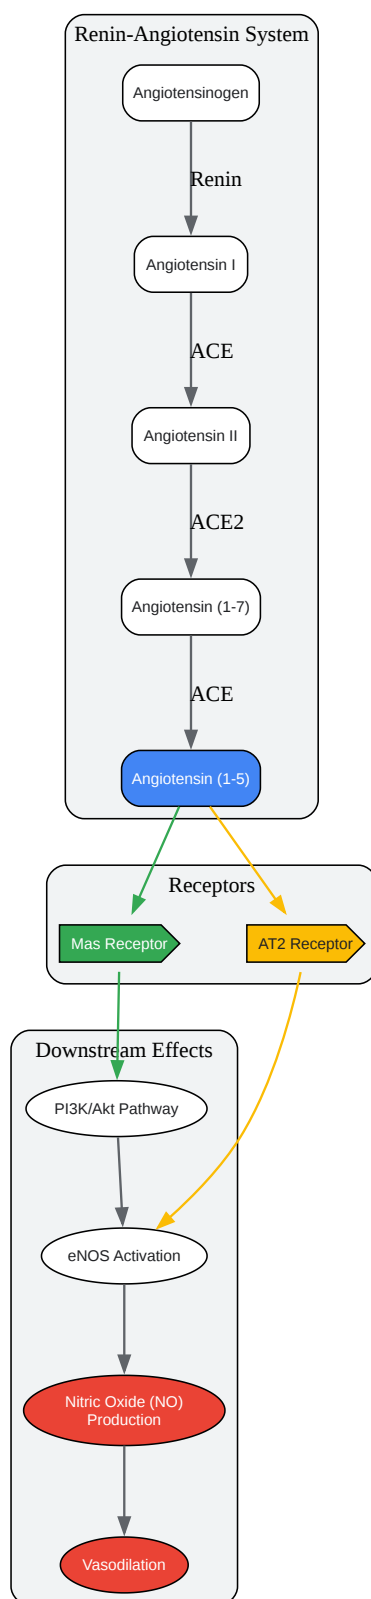 Renin-Angiotensin System
Angiotensinogen
Renin
Angiotensin I
ACE
Angiotensin II
ACE2
Angiotensin (1-7)
ACE
Angiotensin (1-5)
Receptors
Mas Receptor
AT2 Receptor
Downstream Effects
PI3K/Akt Pathway
eNOS Activation
Nitric Oxide (NO)
Production
Vasodilation